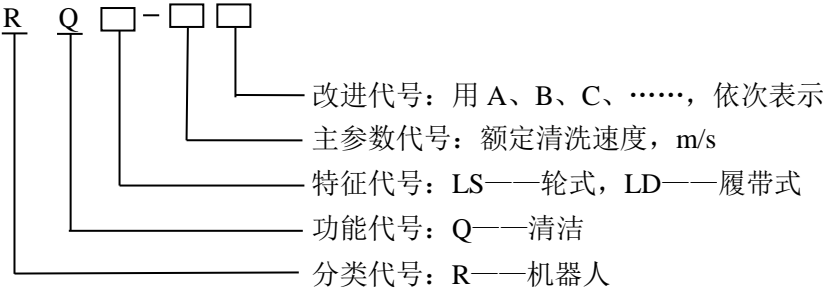 R Q □-□□
改进代号：用 A、B、C、……，依次表示
主参数代号：额定清洗速度，m/s
特征代号：LS——轮式，LD——履带式
功能代号：Q——清洁
分类代号：R——机器人